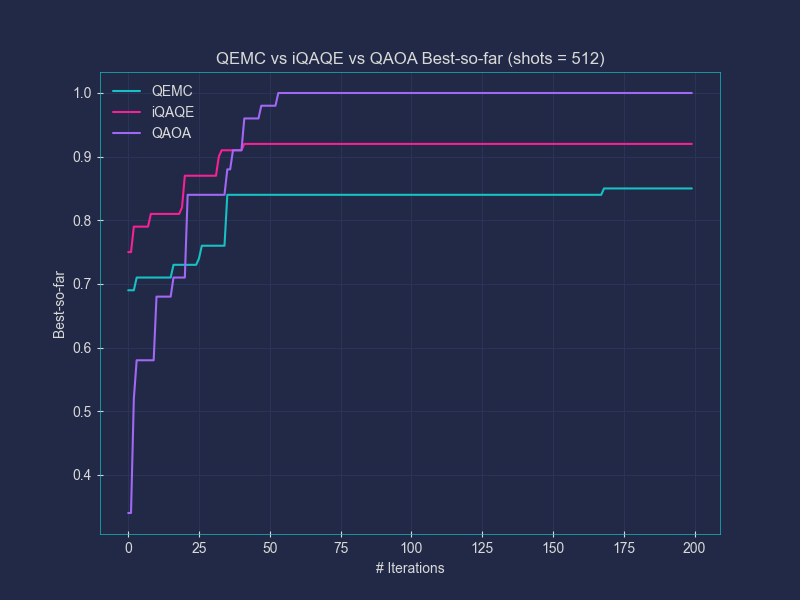 QEMC vs iQAQE vs QAOA Best-so-far (shots = 512)
QEMC
iQAQE
QAOA
1.0
0.9
0.8
0.7
0.6
0.5
0.4
Best-so-far
0 25 50 75 100 125 150 175 200
# Iterations